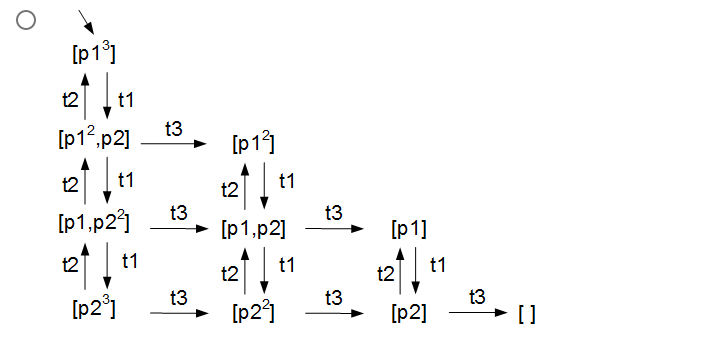 [p1³]
t2 t1
[p1²,p2] t3 [p1²]
t2 t1 t2 t1
[p1,p2²] t3 [p1,p2] t3 [p1]
t2 t1 t2 t1 t2 t1
[p2³] t3 [p2²] t3 [p2] t3 [ ]